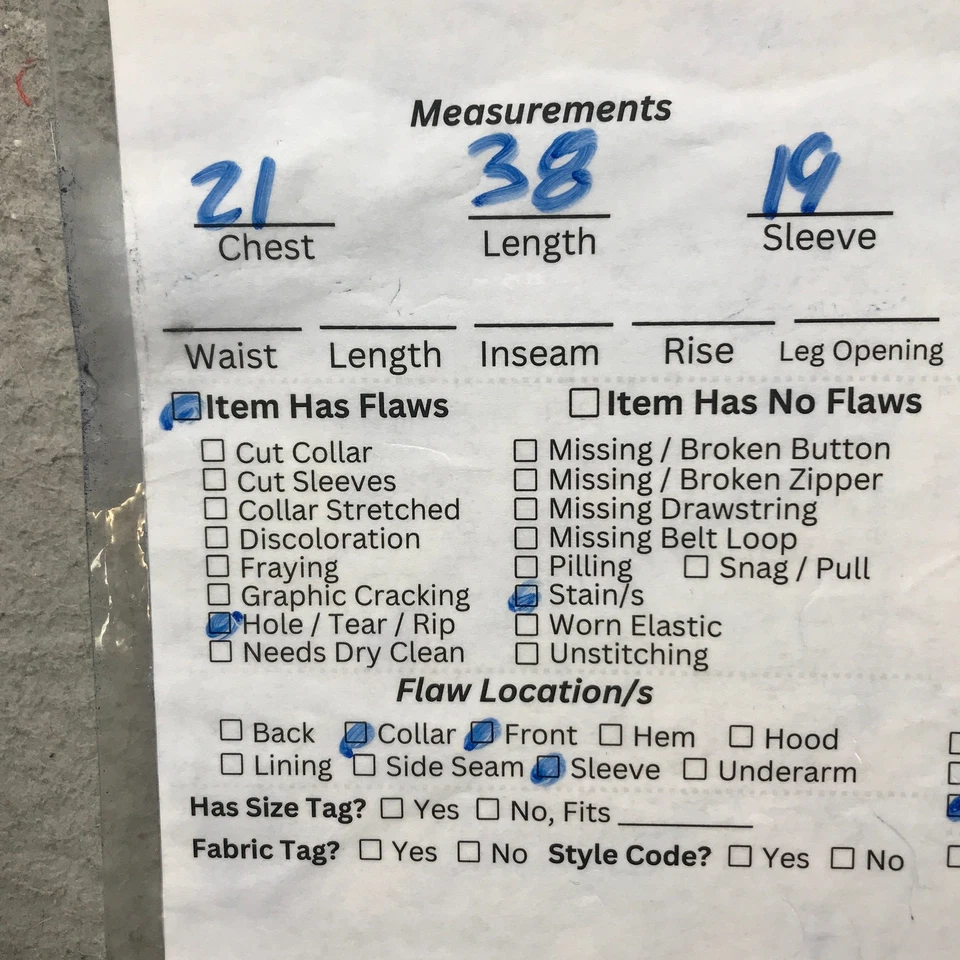 Measurements
21 38 19
Chest Length Sleeve
Waist Length Inseam Rise Leg Opening
Item Has Flaws Item Has No Flaws
Cut Collar Missing / Broken Button
Cut Sleeves Missing / Broken Zipper
Collar Stretched Missing Drawstring
Discoloration Missing Belt Loop
Fraying Pilling Snag / Pull
Graphic Cracking Stain/s
Hole / Tear / Rip Worn Elastic
Needs Dry Clean Unstitching
Flaw Location/s
Back Collar Front Hem Hood
Lining Side Seam Sleeve Underarm
Has Size Tag? Yes No, Fits
Fabric Tag? Yes No Style Code? Yes No